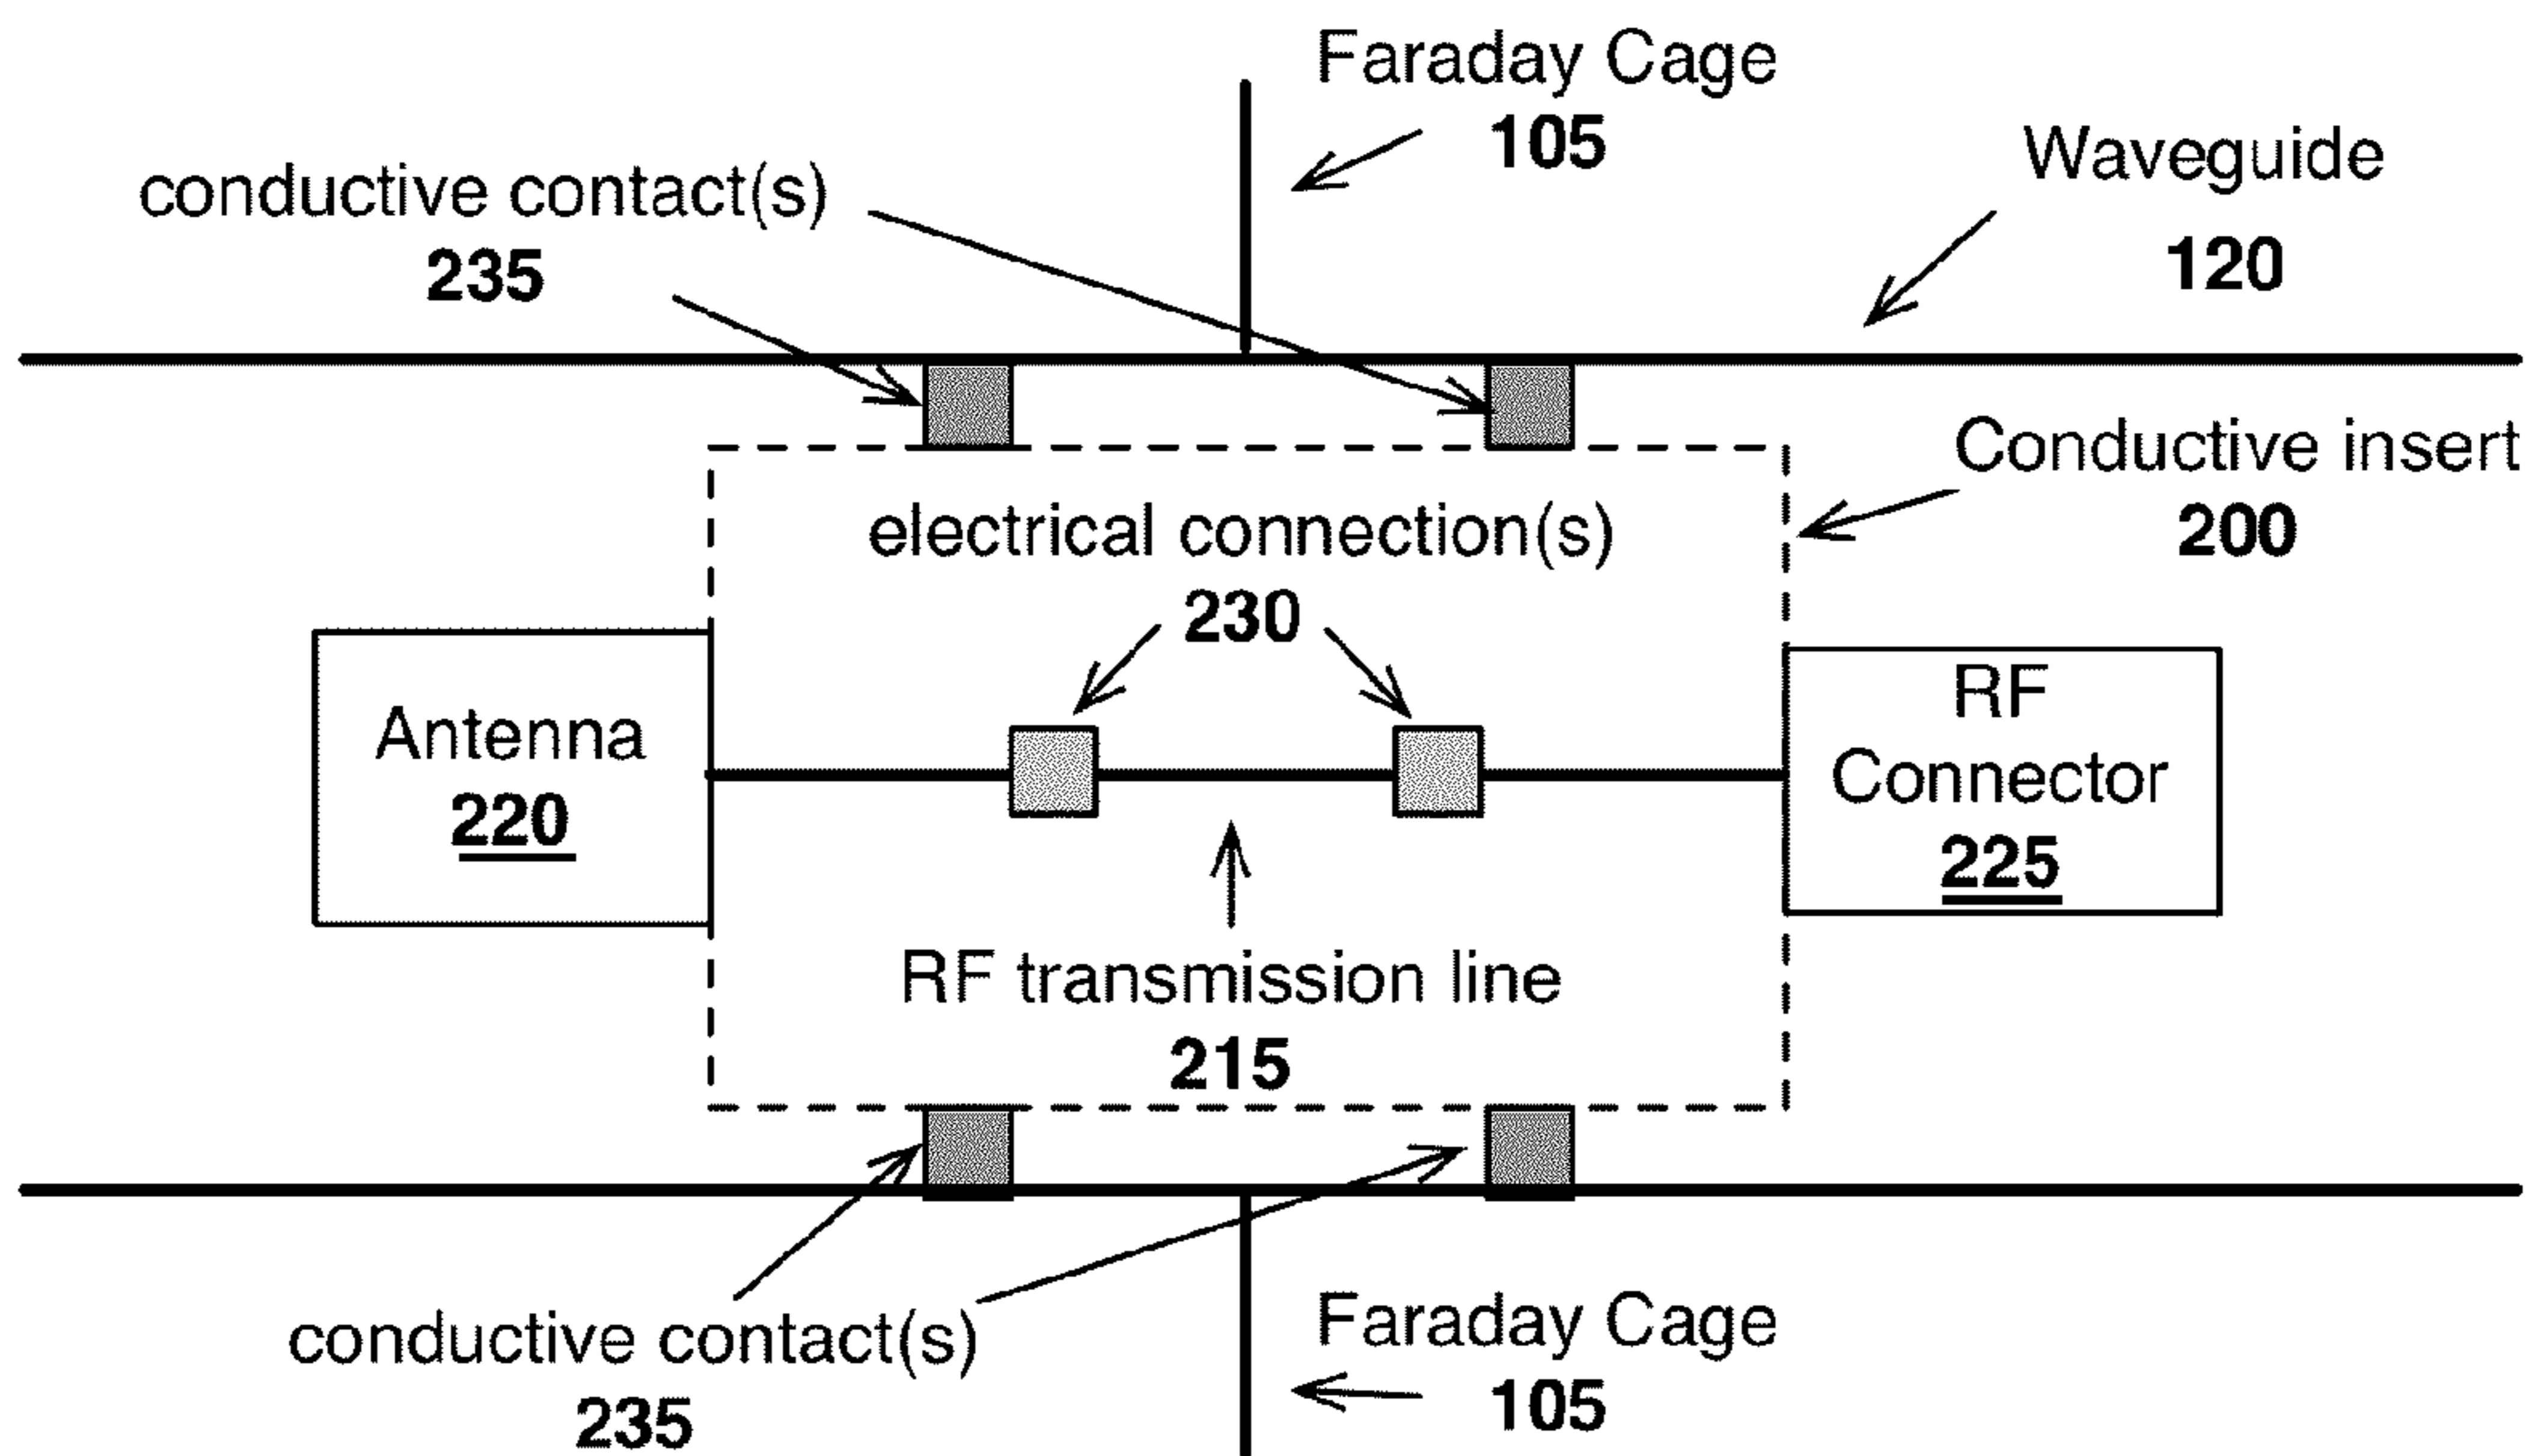 Faraday Cage
105
Waveguide
120
conductive contact(s)
235
Conductive insert
200
electrical connection(s)
230
Antenna
220
RF
Connector
225
RF transmission line
215
conductive contact(s)
235
Faraday Cage
105